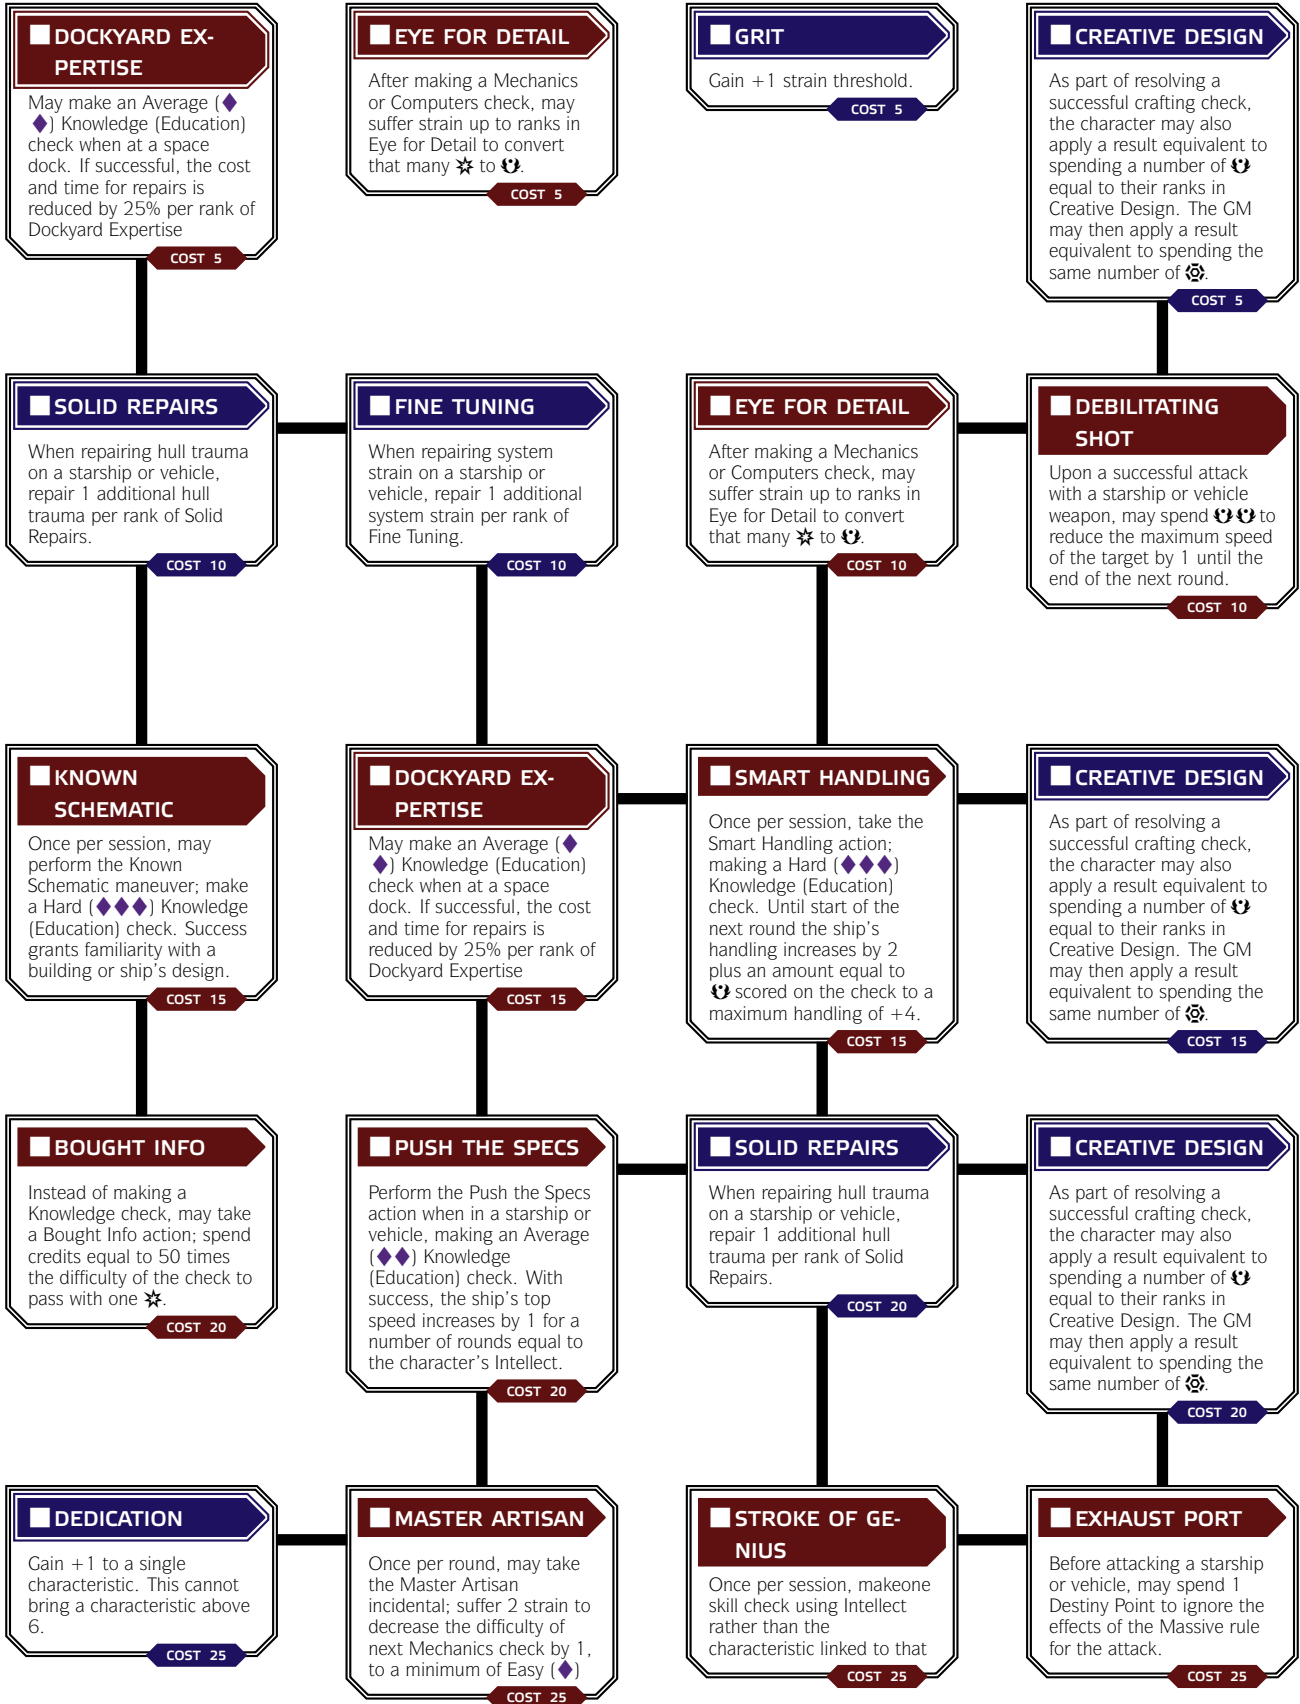 DOCKYARD EX-
PERTISE
May make an Average (
) Knowledge (Education)
check when at a space
dock. If successful, the cost
and time for repairs is
reduced by 25% per rank of
Dockyard Expertise
COST 5
EYE FOR DETAIL
After making a Mechanics
or Computers check, may
suffer strain up to ranks in
Eye for Detail to convert
that many to .
COST 5
GRIT
Gain +1 strain threshold.
COST 5
CREATIVE DESIGN
As part of resolving a
successful crafting check,
the character may also
apply a result equivalent to
spending a number of
equal to their ranks in
Creative Design. The GM
may then apply a result
equivalent to spending the
same number of .
COST 5
SOLID REPAIRS
When repairing hull trauma
on a starship or vehicle,
repair 1 additional hull
trauma per rank of Solid
Repairs.
COST 10
FINE TUNING
When repairing system
strain on a starship or
vehicle, repair 1 additional
system strain per rank of
Fine Tuning.
COST 10
EYE FOR DETAIL
After making a Mechanics
or Computers check, may
suffer strain up to ranks in
Eye for Detail to convert
that many to .
COST 10
DEBILITATING
SHOT
Upon a successful attack
with a starship or vehicle
weapon, may spend to
reduce the maximum speed
of the target by 1 until the
end of the next round.
COST 10
KNOWN
SCHEMATIC
Once per session, may
perform the Known
Schematic maneuver; make
a Hard (◆◆◆) Knowledge
(Education) check. Success
grants familiarity with a
building or ship's design.
COST 15
DOCKYARD EX-
PERTISE
May make an Average (◆
◆) Knowledge (Education)
check when at a space
dock. If successful, the cost
and time for repairs is
reduced by 25% per rank of
Dockyard Expertise
COST 15
SMART HANDLING
Once per session, take the
Smart Handling action;
making a Hard (◆◆◆)
Knowledge (Education)
check. Until start of the
next round the ship's
handling increases by 2
plus an amount equal to
scored on the check to a
maximum handling of +4.
COST 15
CREATIVE DESIGN
As part of resolving a
successful crafting check,
the character may also
apply a result equivalent to
spending a number of
equal to their ranks in
Creative Design. The GM
may then apply a result
equivalent to spending the
same number of .
COST 15
BOUGHT INFO
Instead of making a
Knowledge check, may take
a Bought Info action; spend
credits equal to 50 times
the difficulty of the check to
pass with one .
COST 20
PUSH THE SPECS
Perform the Push the Specs
action when in a starship or
vehicle, making an Average
(◆◆) Knowledge
(Education) check. With
success, the ship's top
speed increases by 1 for a
number of rounds equal to
the character's Intellect.
COST 20
SOLID REPAIRS
When repairing hull trauma
on a starship or vehicle,
repair 1 additional hull
trauma per rank of Solid
Repairs.
COST 20
CREATIVE DESIGN
As part of resolving a
successful crafting check,
the character may also
apply a result equivalent to
spending a number of
equal to their ranks in
Creative Design. The GM
may then apply a result
equivalent to spending the
same number of .
COST 20
DEDICATION
Gain +1 to a single
characteristic. This cannot
bring a characteristic above
6.
COST 25
MASTER ARTISAN
Once per round, may take
the Master Artisan
incidental; suffer 2 strain to
decrease the difficulty of
next Mechanics check by 1,
to a minimum of Easy (◆)
COST 25
STROKE OF GE-
NIUS
Once per session, makeone
skill check using Intellect
rather than the
characteristic linked to that
COST 25
EXHAUST PORT
Before attacking a starship
or vehicle, may spend 1
Destiny Point to ignore the
effects of the Massive rule
for the attack.
COST 25